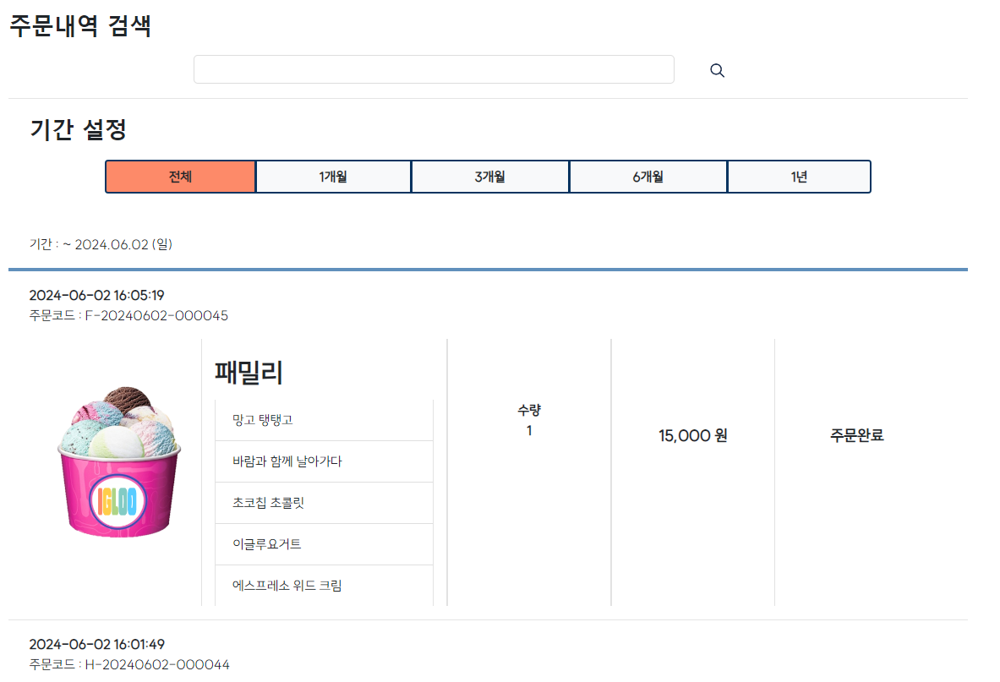 주문내역 검색
기간 설정
전체
1개월
3개월
6개월
1년
기간 : ~ 2024.06.02 (일)
2024-06-02 16:05:19
주문코드 : F-20240602-000045
패밀리
망고 탱탱고
바람과 함께 날아가다
초코칩 초콜릿
이글루요거트
에스프레소 위드 크림
IGLOO
수량
1
15,000 원
주문완료
2024-06-02 16:01:49
주문코드 : H-20240602-000044